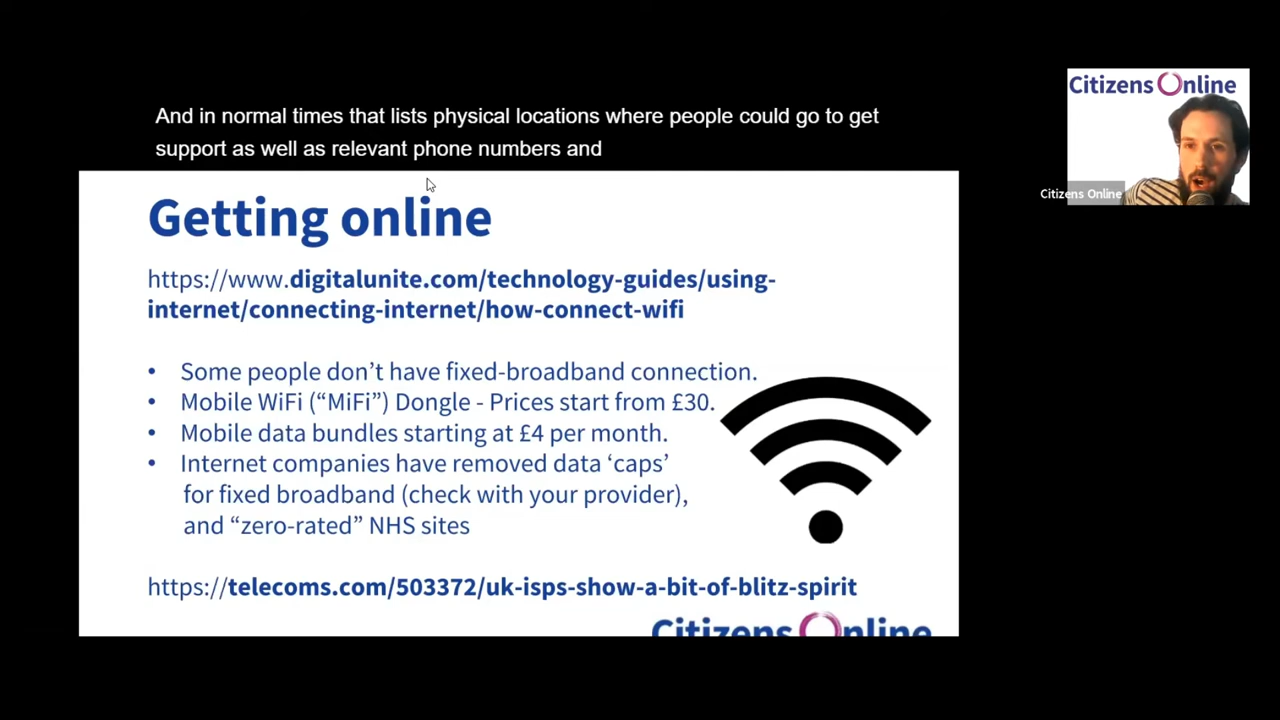 And in normal times that lists physical locations where people could go to get
support as well as relevant phone numbers and
Citizens Online
Citizens Online
Getting online
https://www.digitalunite.com/technology-guides/using-
internet/connecting-internet/how-connect-wifi
• Some people don’t have fixed-broadband connection.
• Mobile WiFi (“MiFi”) Dongle - Prices start from £30.
• Mobile data bundles starting at £4 per month.
• Internet companies have removed data ‘caps’
for fixed broadband (check with your provider),
and “zero-rated” NHS sites
https://telecoms.com/503372/uk-isps-show-a-bit-of-blitz-spirit
Citizens Online